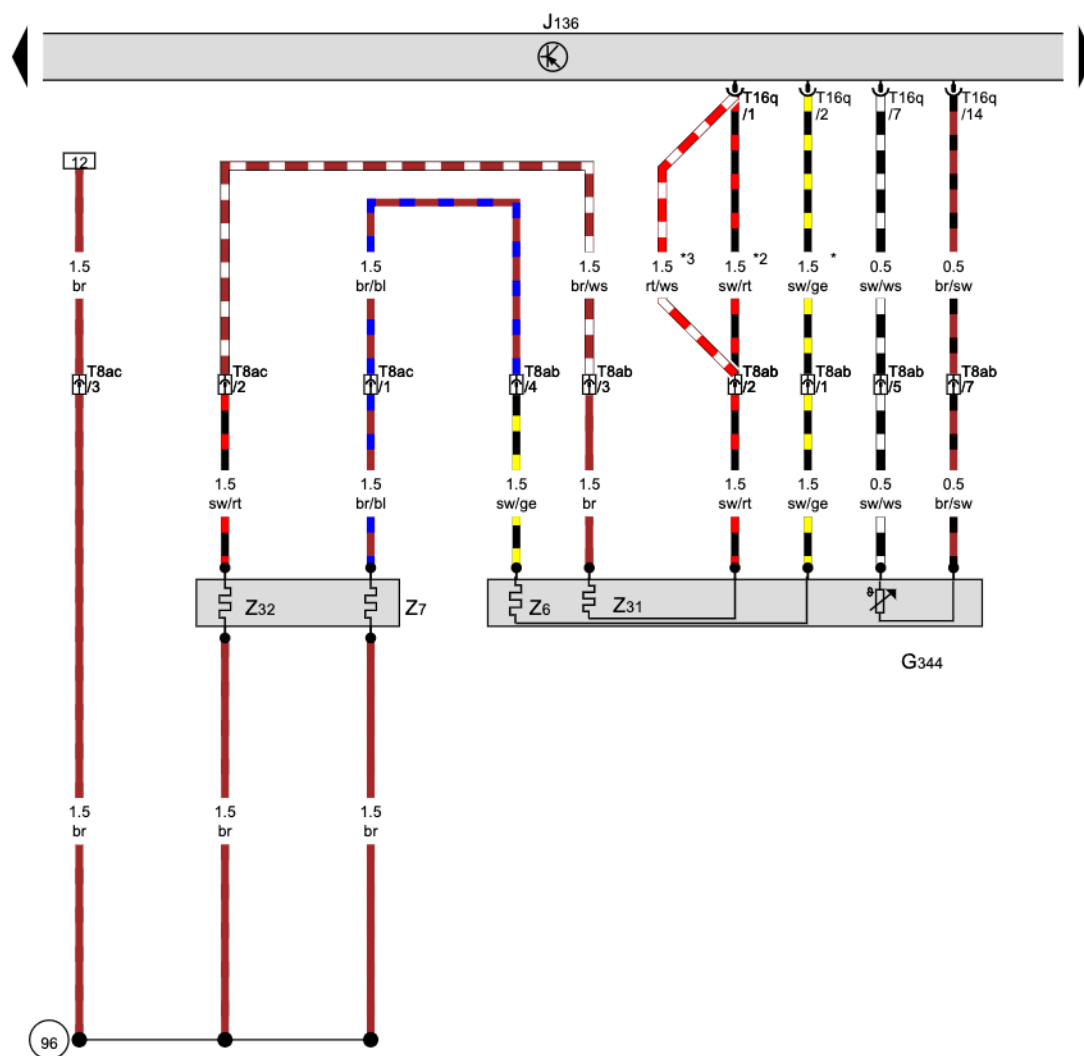 J136
T16q
/1
T16q
/2
T16q
/7
T16q
/14
12
1.5
br
1.5
br/bl
1.5
br/ws
1.5 *3
rt/ws
1.5 *2
sw/rt
1.5 *
sw/ge
0.5
sw/ws
0.5
br/sw
T8ac
/3
T8ac
/2
T8ac
/1
T8ab
/4
T8ab
/3
T8ab
/2
T8ab
/1
T8ab
/5
T8ab
/7
1.5
sw/rt
1.5
br/bl
1.5
sw/ge
1.5
br
1.5
sw/rt
1.5
sw/ge
0.5
sw/ws
0.5
br/sw
Z32
Z7
Z6
Z31
ϑ
G344
1.5
br
1.5
br
1.5
br
96